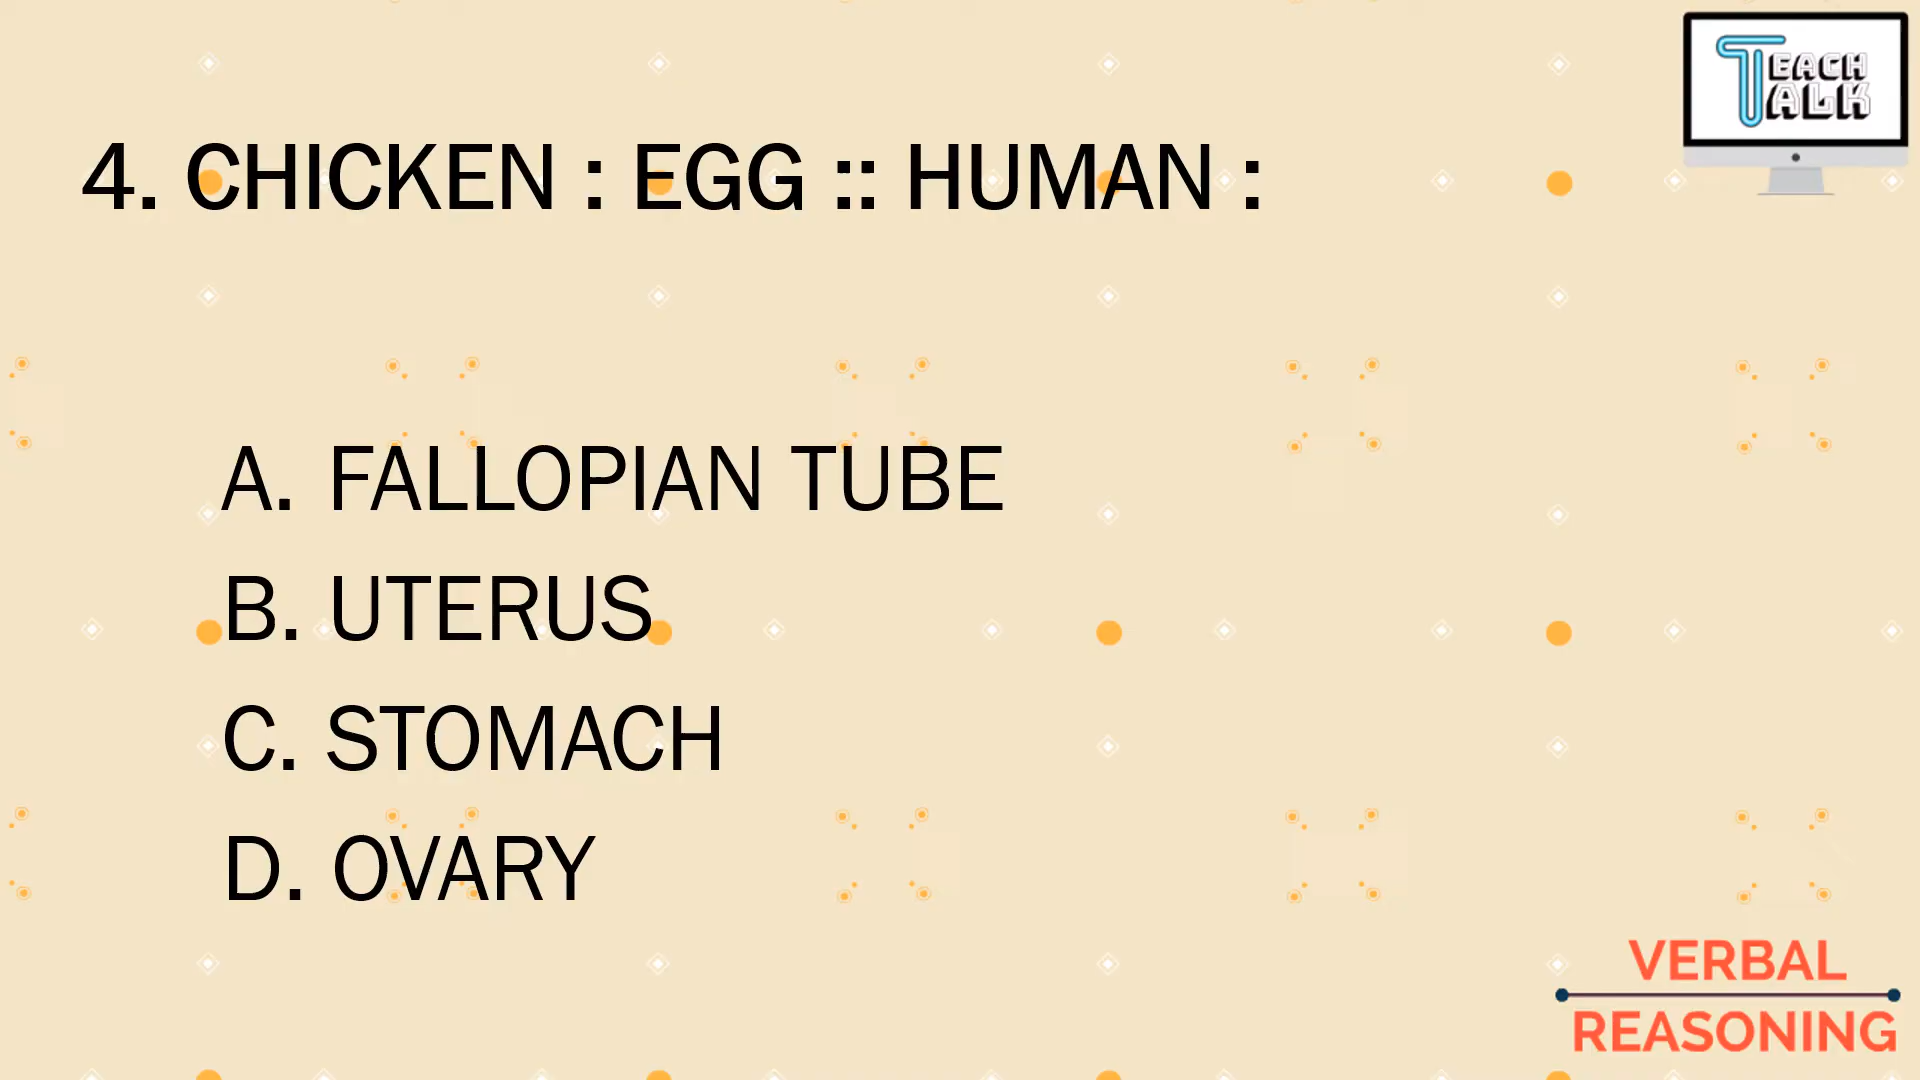 TEACH
TALK
4. CHICKEN : EGG :: HUMAN :
A. FALLOPIAN TUBE
B. UTERUS
C. STOMACH
D. OVARY
VERBAL
REASONING